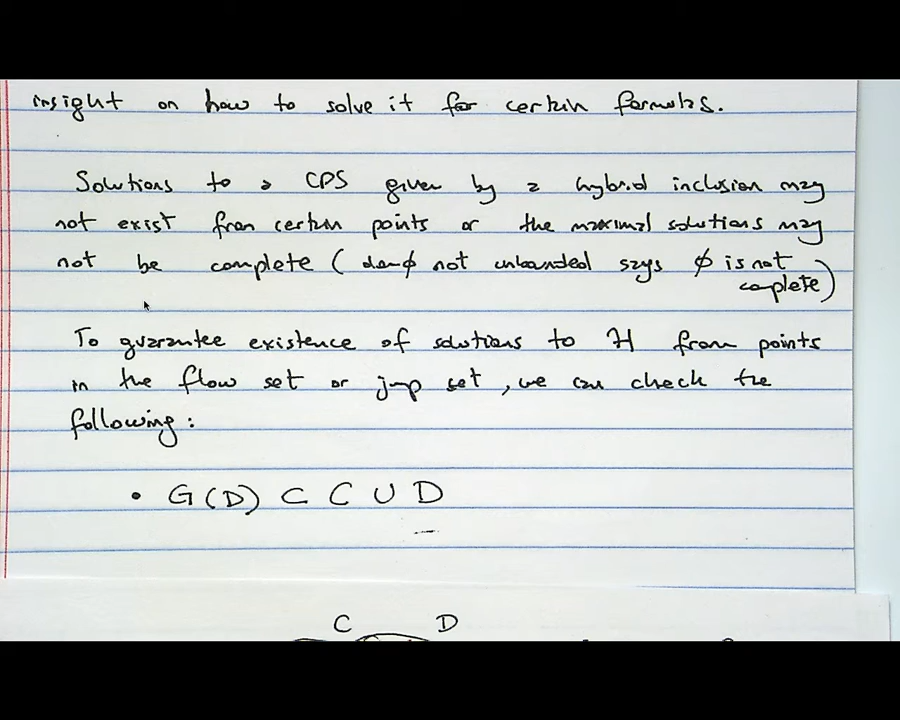 insight on how to solve it for certain formulas.
Solutions to a CPS given by a hybrid inclusion may
not exist from certain points or the maximal solutions may
not be complete ( dom ϕ not unbounded says ϕ is not
complete)
To guarantee existence of solutions to H from points
in the flow set or jump set, we can check the
following:
• G(D) ⊂ C ∪ D
C D